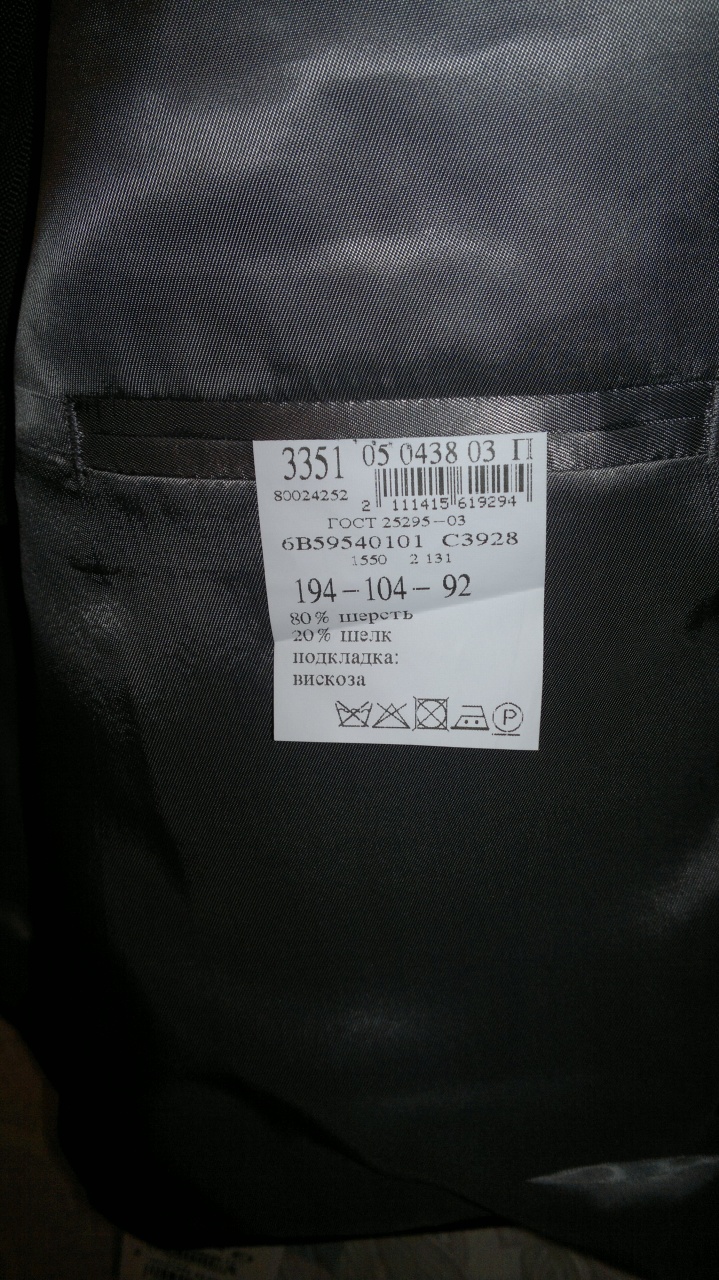 3351 05 0438 03 П
80024252
2 111415 619294
ГОСТ 25295-03
6В59540101 С3928
1550 2 131
194-104-92
80% шерсть
20% шелк
подкладка:
вискоза
P